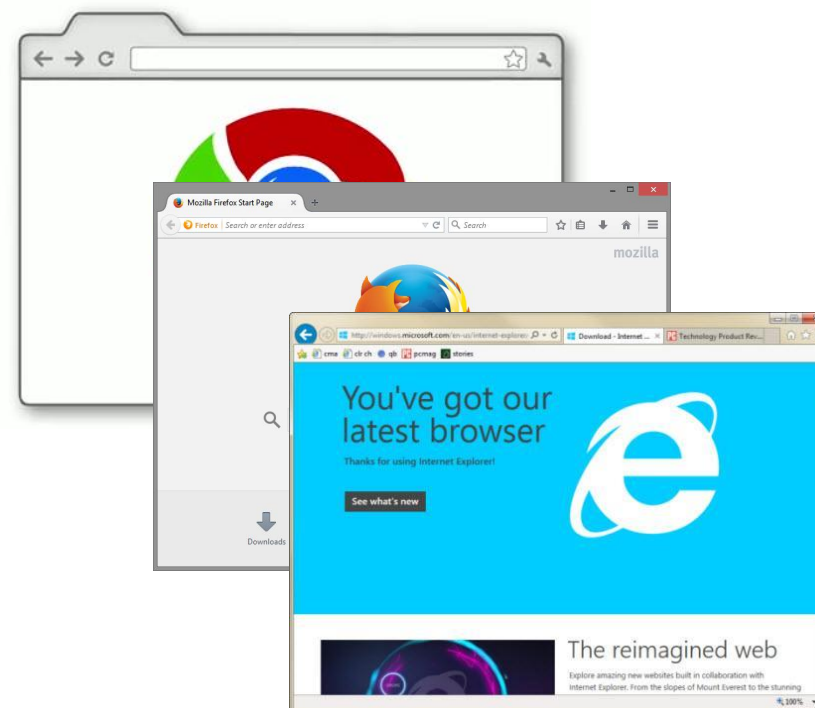 Mozilla Firefox Start Page
Firefox
Search or enter address
Search
mozilla
http://windows.microsoft.com/en-us/internet-explorer
Download - Internet ...
Technology Product Rev...
cma
clr ch
qb
pcmag
stories
You've got our
latest browser
Thanks for using Internet Explorer!
See what's new
Downloads
The reimagined web
Explore amazing new websites built in collaboration with
Internet Explorer. From the slopes of Mount Everest to the stunning
100%